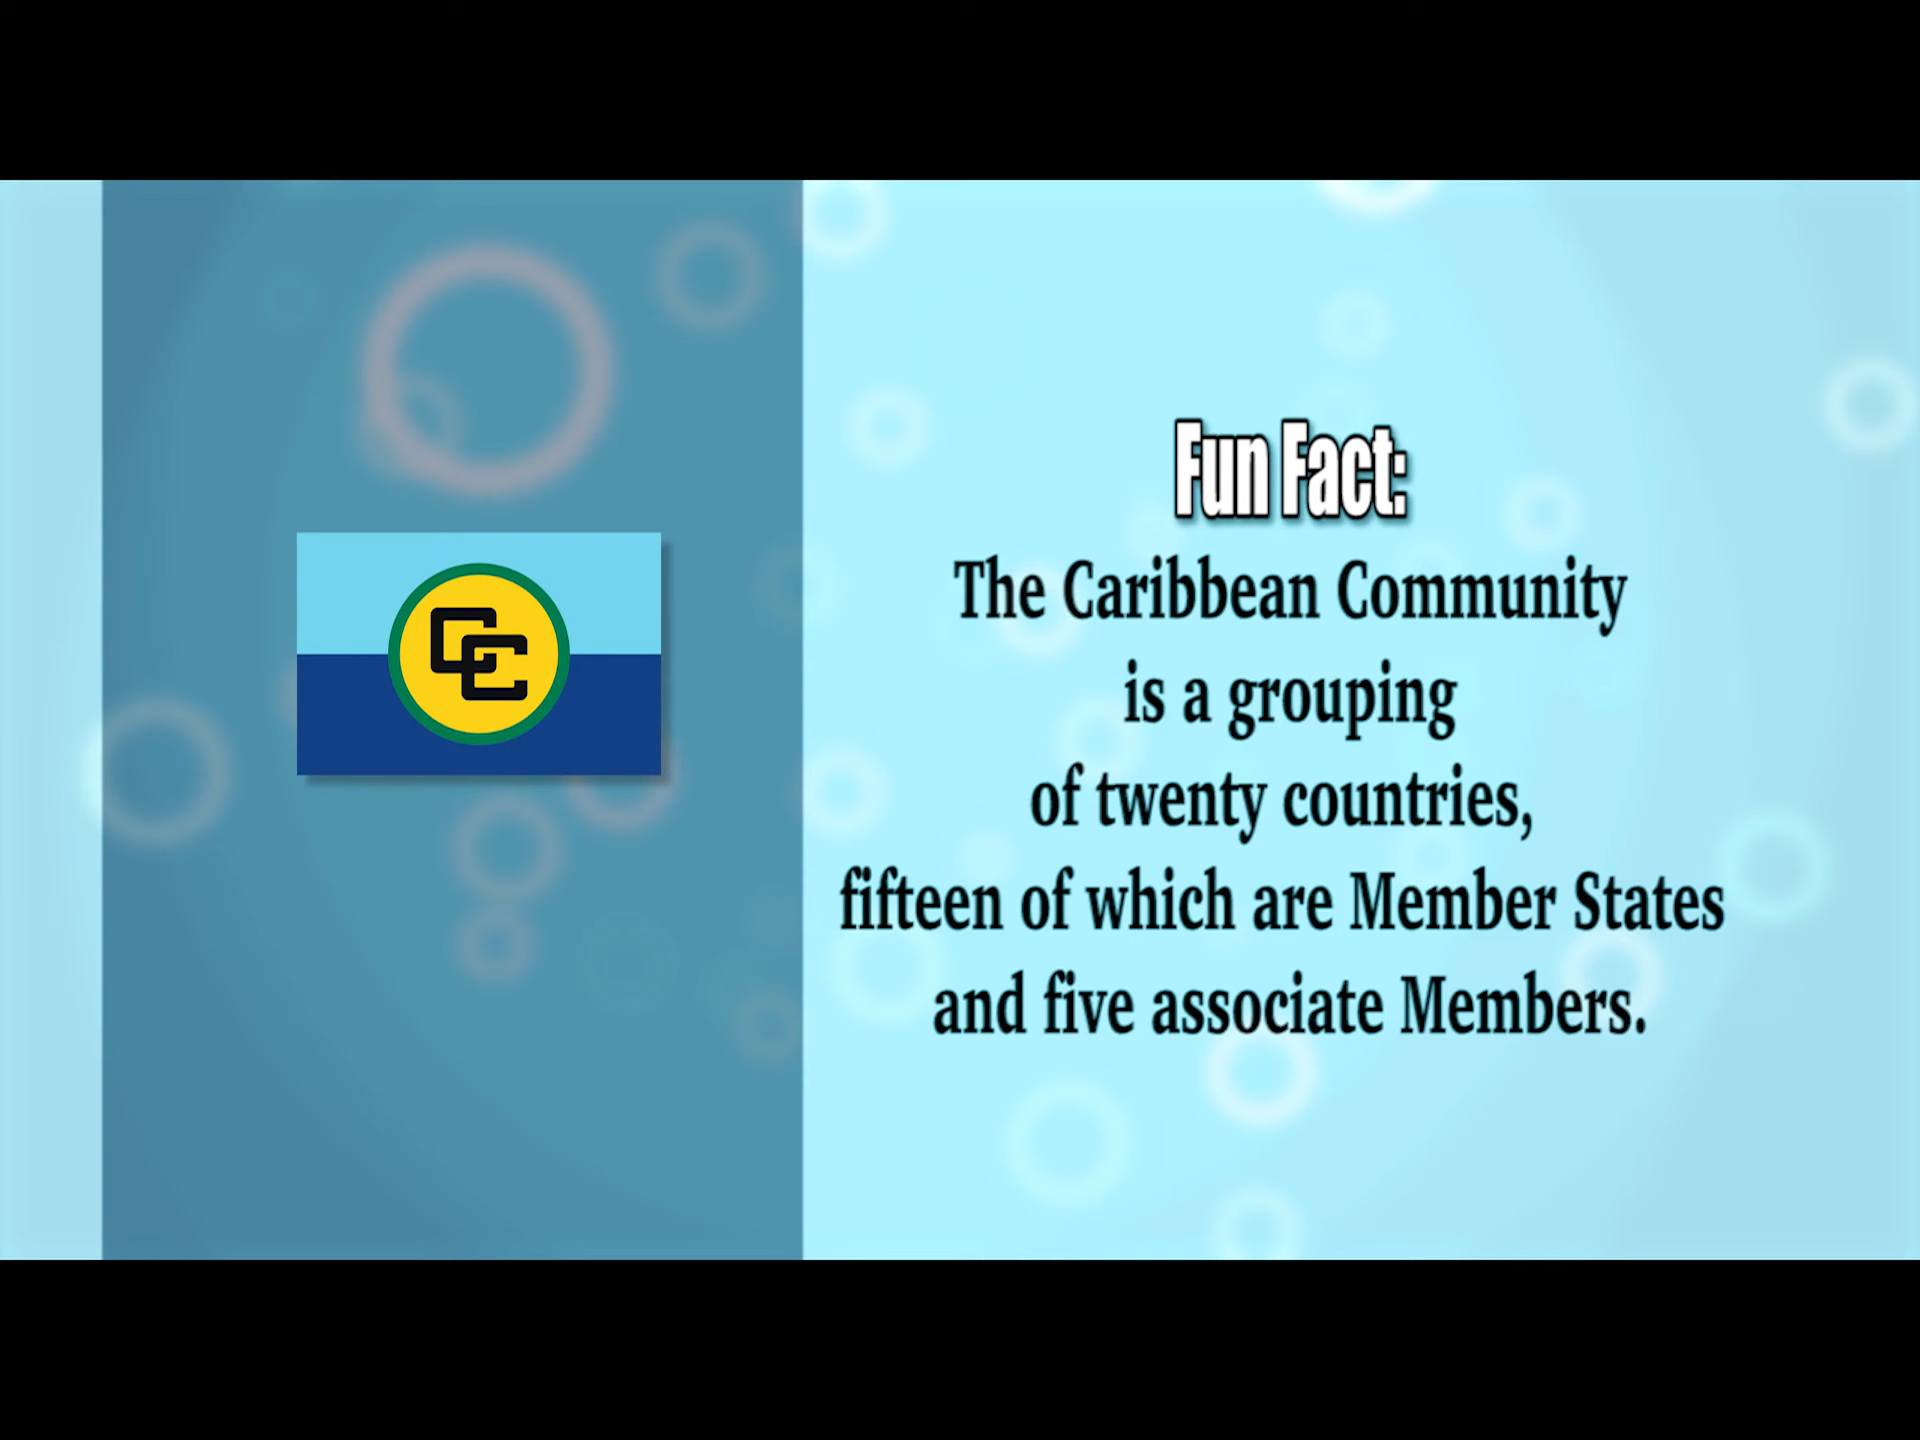 CC
Fun Fact:
The Caribbean Community
is a grouping
of twenty countries,
fifteen of which are Member States
and five associate Members.